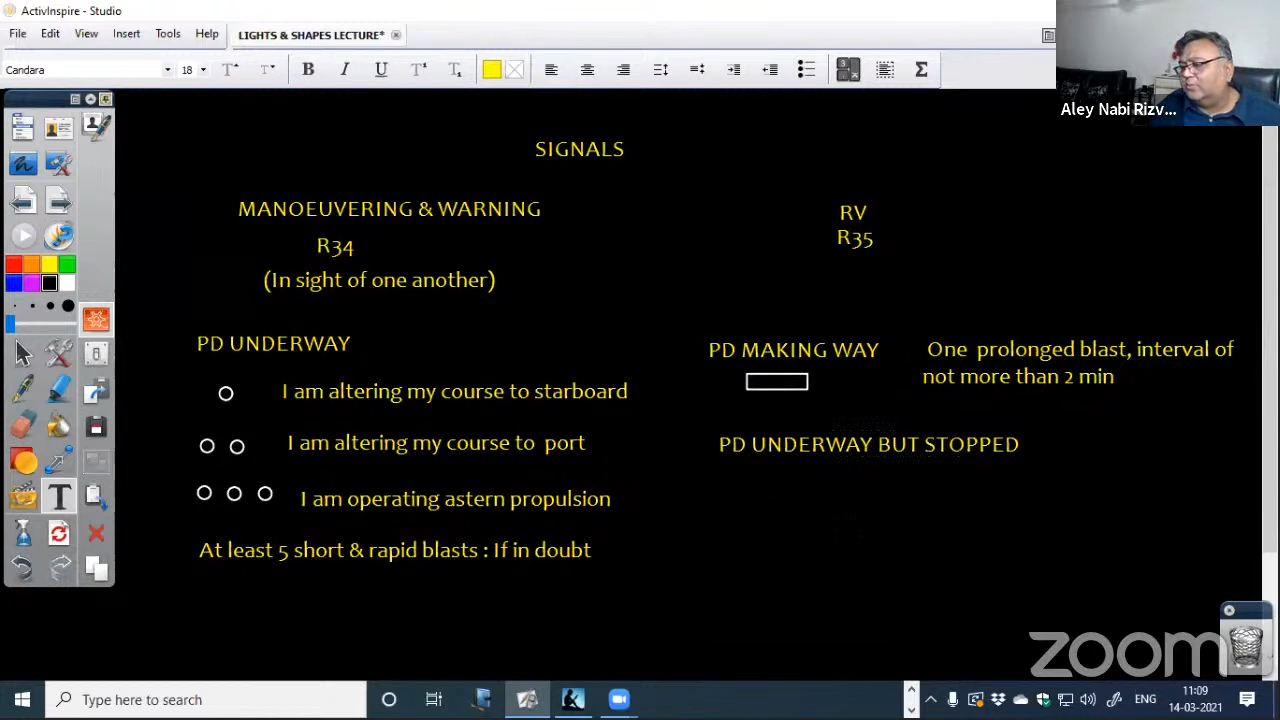 ActivInspire - Studio
File Edit View Insert Tools Help
LIGHTS & SHAPES LECTURE*
Candara 18
Aley Nabi Rizv...
SIGNALS
MANOEUVERING & WARNING
R34
(In sight of one another)
RV
R35
PD UNDERWAY
I am altering my course to starboard
I am altering my course to port
I am operating astern propulsion
At least 5 short & rapid blasts : If in doubt
PD MAKING WAY
One prolonged blast, interval of
not more than 2 min
PD UNDERWAY BUT STOPPED
zoom
Type here to search
ENG
11:09
14-03-2021